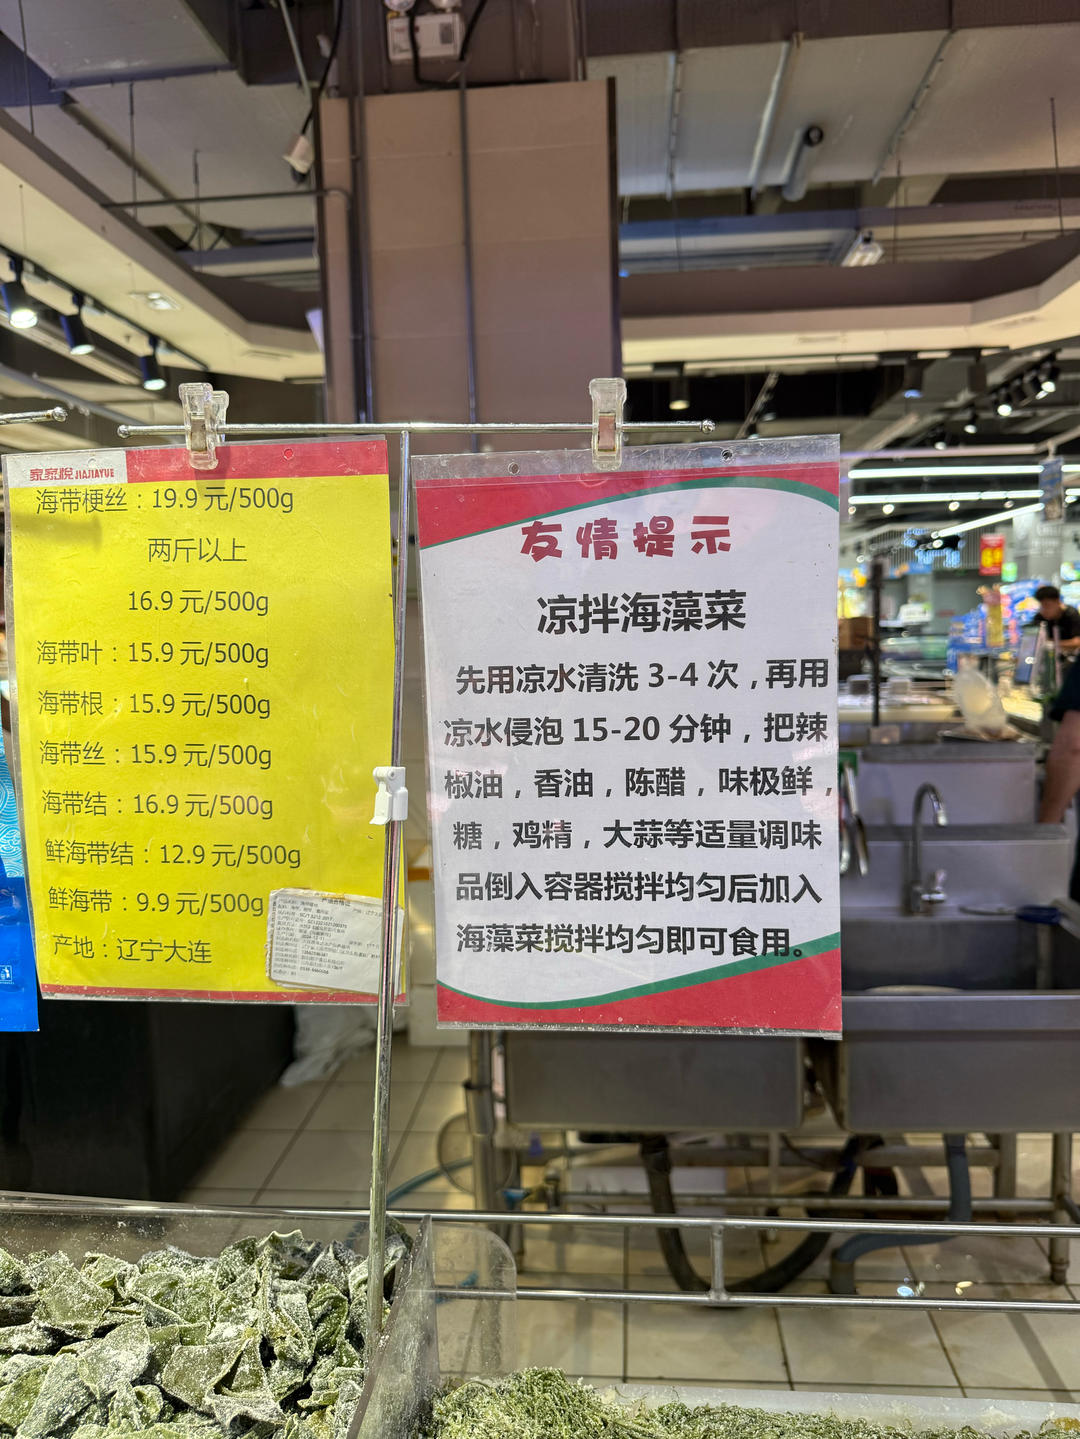 家家悦 JIAJIAYUE
海带梗丝：19.9 元/500g
两斤以上
16.9 元/500g
海带叶：15.9 元/500g
海带根：15.9 元/500g
海带丝：15.9 元/500g
海带结：16.9 元/500g
鲜海带结：12.9 元/500g
鲜海带：9.9 元/500g
产地：辽宁大连
友情提示
凉拌海藻菜
先用凉水清洗 3-4 次，再用
凉水侵泡 15-20 分钟，把辣
椒油，香油，陈醋，味极鲜，
糖，鸡精，大蒜等适量调味
品倒入容器搅拌均匀后加入
海藻菜搅拌均匀即可食用。